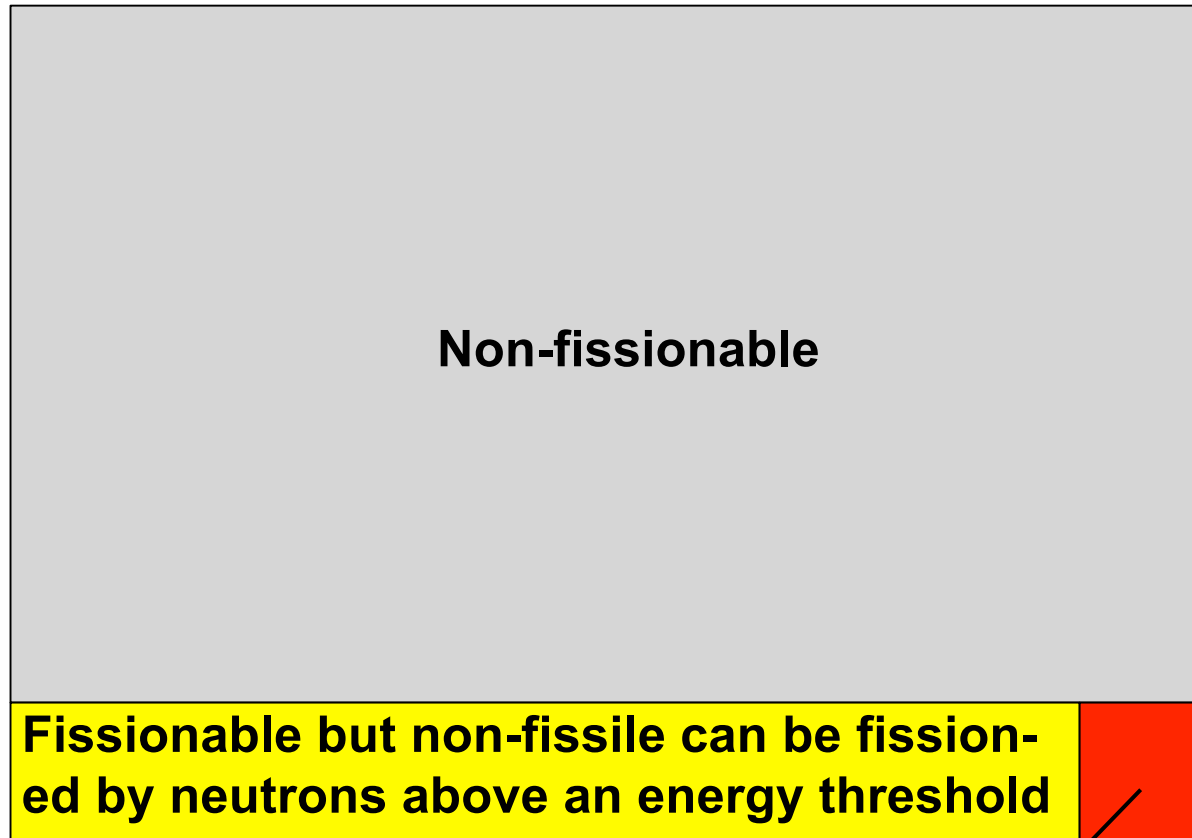 Non-fissionable
Fissionable but non-fissile can be fission-
ed by neutrons above an energy threshold